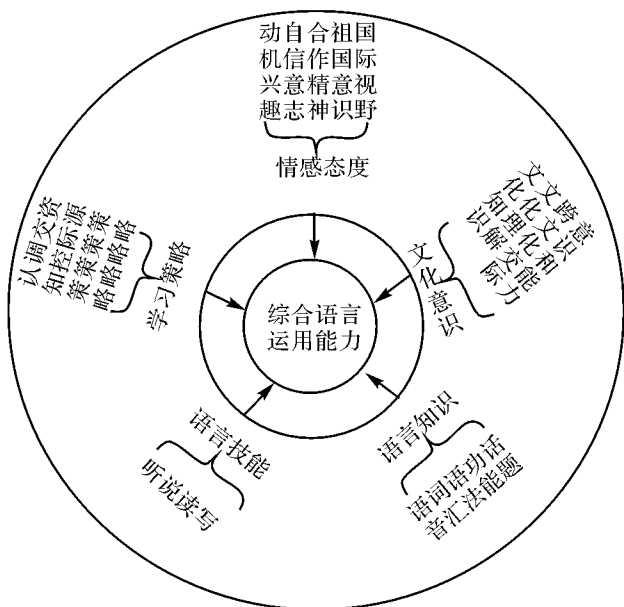 动机兴趣
自信意志
合作精神
祖国意识
国际视野
情感态度
文化知识
文化理解
跨文化交际
意识和能力
文化意识
认知策略
调控策略
交际策略
资源策略
学习策略
综合语言
运用能力
语言技能
听说读写
语言知识
语音
词汇
语法
功能
话题